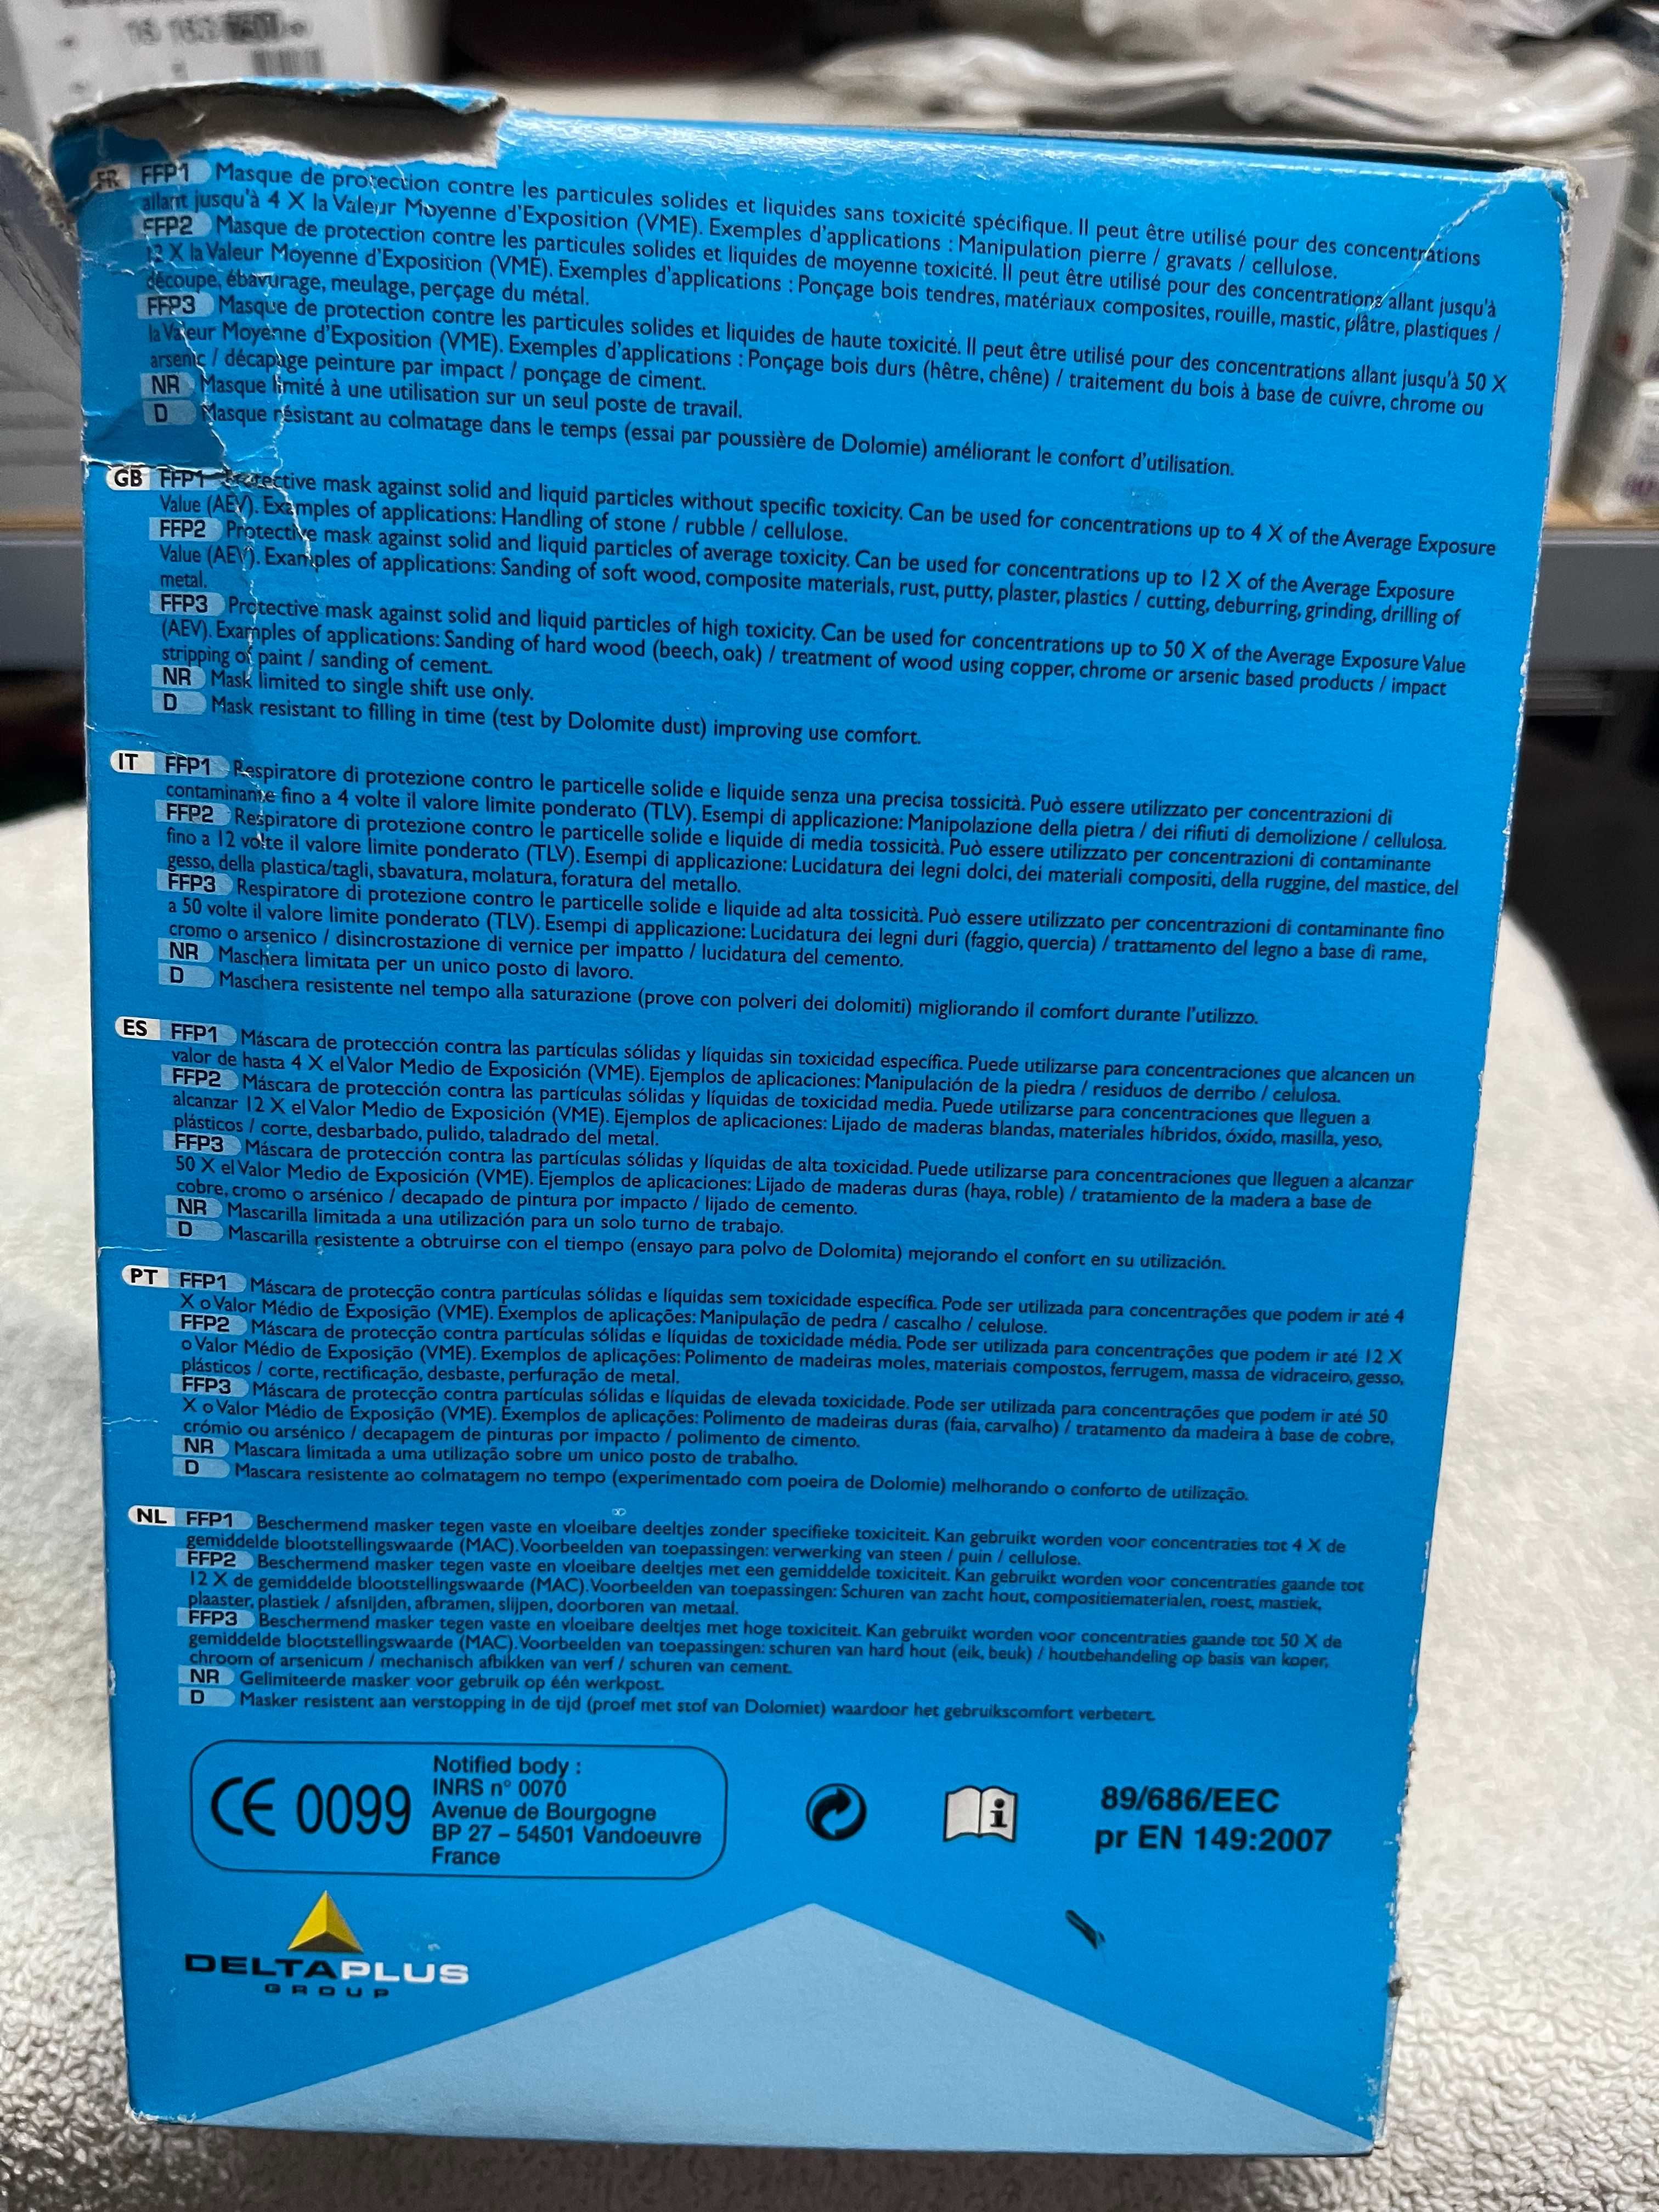 FR FFP1 Masque de protection contre les particules solides et liquides sans toxicité spécifique. Il peut être utilisé pour des concentrations
allant jusqu'à 4 X la Valeur Moyenne d'Exposition (VME). Exemples d'applications : Manipulation pierre / gravats / cellulose.
FFP2 Masque de protection contre les particules solides et liquides de moyenne toxicité. Il peut être utilisé pour des concentrations allant jusqu'à
12 X la Valeur Moyenne d'Exposition (VME). Exemples d'applications : Ponçage bois tendres, matériaux composites, rouille, mastic, plâtre, plastiques /
découpe, ébavurage, meulage, perçage du métal.
FFP3 Masque de protection contre les particules solides et liquides de haute toxicité. Il peut être utilisé pour des concentrations allant jusqu'à 50 X
la Valeur Moyenne d'Exposition (VME). Exemples d'applications : Ponçage bois durs (hêtre, chêne) / traitement du bois à base de cuivre, chrome ou
arsenic / décapage peinture par impact / ponçage de ciment.
NR Masque limité à une utilisation sur un seul poste de travail.
D Masque résistant au colmatage dans le temps (essai par poussière de Dolomie) améliorant le confort d'utilisation.
GB FFP1 Protective mask against solid and liquid particles without specific toxicity. Can be used for concentrations up to 4 X of the Average Exposure
Value (AEV). Examples of applications: Handling of stone / rubble / cellulose.
FFP2 Protective mask against solid and liquid particles of average toxicity. Can be used for concentrations up to 12 X of the Average Exposure
Value (AEV). Examples of applications: Sanding of soft wood, composite materials, rust, putty, plaster, plastics / cutting, deburring, grinding, drilling of
metal.
FFP3 Protective mask against solid and liquid particles of high toxicity. Can be used for concentrations up to 50 X of the Average Exposure Value
(AEV). Examples of applications: Sanding of hard wood (beech, oak) / treatment of wood using copper, chrome or arsenic based products / impact
stripping of paint / sanding of cement.
NR Mask limited to single shift use only.
D Mask resistant to filling in time (test by Dolomite dust) improving use comfort.
IT FFP1 Respiratore di protezione contro le particelle solide e liquide senza una precisa tossicità. Può essere utilizzato per concentrazioni di
contaminante fino a 4 volte il valore limite ponderato (TLV). Esempi di applicazione: Manipolazione della pietra / dei rifiuti di demolizione / cellulosa.
FFP2 Respiratore di protezione contro le particelle solide e liquide di media tossicità. Può essere utilizzato per concentrazioni di contaminante
fino a 12 volte il valore limite ponderato (TLV). Esempi di applicazione: Lucidatura dei legni dolci, dei materiali compositi, della ruggine, del mastice, del
gesso, della plastica/tagli, sbavatura, molatura, foratura del metallo.
FFP3 Respiratore di protezione contro le particelle solide e liquide ad alta tossicità. Può essere utilizzato per concentrazioni di contaminante fino
a 50 volte il valore limite ponderato (TLV). Esempi di applicazione: Lucidatura dei legni duri (faggio, quercia) / trattamento del legno a base di rame,
cromo o arsenico / disincrostazione di vernice per impatto / lucidatura del cemento.
NR Maschera limitata per un unico posto di lavoro.
D Maschera resistente nel tempo alla saturazione (prove con polveri dei dolomiti) migliorando il comfort durante l'utilizzo.
ES FFP1 Máscara de protección contra las partículas sólidas y líquidas sin toxicidad específica. Puede utilizarse para concentraciones que alcancen un
valor de hasta 4 X el Valor Medio de Exposición (VME). Ejemplos de aplicaciones: Manipulación de la piedra / residuos de derribo / celulosa.
FFP2 Máscara de protección contra las partículas sólidas y líquidas de toxicidad media. Puede utilizarse para concentraciones que lleguen a
alcanzar 12 X el Valor Medio de Exposición (VME). Ejemplos de aplicaciones: Lijado de maderas blandas, materiales híbridos, óxido, masilla, yeso,
plásticos / corte, desbarbado, pulido, taladrado del metal.
FFP3 Máscara de protección contra las partículas sólidas y líquidas de alta toxicidad. Puede utilizarse para concentraciones que lleguen a alcanzar
50 X el Valor Medio de Exposición (VME). Ejemplos de aplicaciones: Lijado de maderas duras (haya, roble) / tratamiento de la madera a base de
cobre, cromo o arsénico / decapado de pintura por impacto / lijado de cemento.
NR Mascarilla limitada a una utilización para un solo turno de trabajo.
D Mascarilla resistente a obtruirse con el tiempo (ensayo para polvo de Dolomita) mejorando el confort en su utilización.
PT FFP1 Máscara de protecção contra partículas sólidas e líquidas sem toxicidade específica. Pode ser utilizada para concentrações que podem ir até 4
X o Valor Médio de Exposição (VME). Exemplos de aplicações: Manipulação de pedra / cascalho / celulose.
FFP2 Máscara de protecção contra partículas sólidas e líquidas de toxicidade média. Pode ser utilizada para concentrações que podem ir até 12 X
o Valor Médio de Exposição (VME). Exemplos de aplicações: Polimento de madeiras moles, materiais compostos, ferrugem, massa de vidraceiro, gesso,
plásticos / corte, rectificação, desbaste, perfuração de metal.
FFP3 Máscara de protecção contra partículas sólidas e líquidas de elevada toxicidade. Pode ser utilizada para concentrações que podem ir até 50
X o Valor Médio de Exposição (VME). Exemplos de aplicações: Polimento de madeiras duras (faia, carvalho) / tratamento da madeira à base de cobre,
crómio ou arsénico / decapagem de pinturas por impacto / polimento de cimento.
NR Mascara limitada a uma utilização sobre um unico posto de trabalho.
D Mascara resistente ao colmatagem no tempo (experimentado com poeira de Dolomie) melhorando o conforto de utilização.
NL FFP1 Beschermend masker tegen vaste en vloeibare deeltjes zonder specifieke toxiciteit. Kan gebruikt worden voor concentraties tot 4 X de
gemiddelde blootstellingswaarde (MAC). Voorbeelden van toepassingen: verwerking van steen / puin / cellulose.
FFP2 Beschermend masker tegen vaste en vloeibare deeltjes met een gemiddelde toxiciteit. Kan gebruikt worden voor concentraties gaande tot
12 X de gemiddelde blootstellingswaarde (MAC). Voorbeelden van toepassingen: Schuren van zacht hout, compositiematerialen, roest, mastiek,
plaaster, plastiek / afsnijden, afbramen, slijpen, doorboren van metaal.
FFP3 Beschermend masker tegen vaste en vloeibare deeltjes met hoge toxiciteit. Kan gebruikt worden voor concentraties gaande tot 50 X de
gemiddelde blootstellingswaarde (MAC). Voorbeelden van toepassingen: schuren van hard hout (eik, beuk) / houtbehandeling op basis van koper,
chroom of arsenicum / mechanisch afbikken van verf / schuren van cement.
NR Gelimiteerde masker voor gebruik op één werkpost.
D Masker resistent aan verstopping in de tijd (proef met stof van Dolomiet) waardoor het gebruikscomfort verbetert.
CE 0099
Notified body :
INRS n° 0070
Avenue de Bourgogne
BP 27 – 54501 Vandoeuvre
France
89/686/EEC
pr EN 149:2007
DELTAPLUS
GROUP